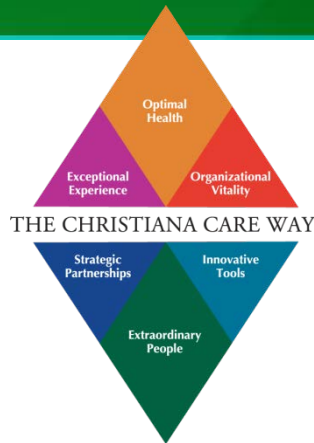 Optimal
Health
Exceptional
Experience
Organizational
Vitality
THE CHRISTIANA CARE WAY
Strategic
Partnerships
Innovative
Tools
Extraordinary
People